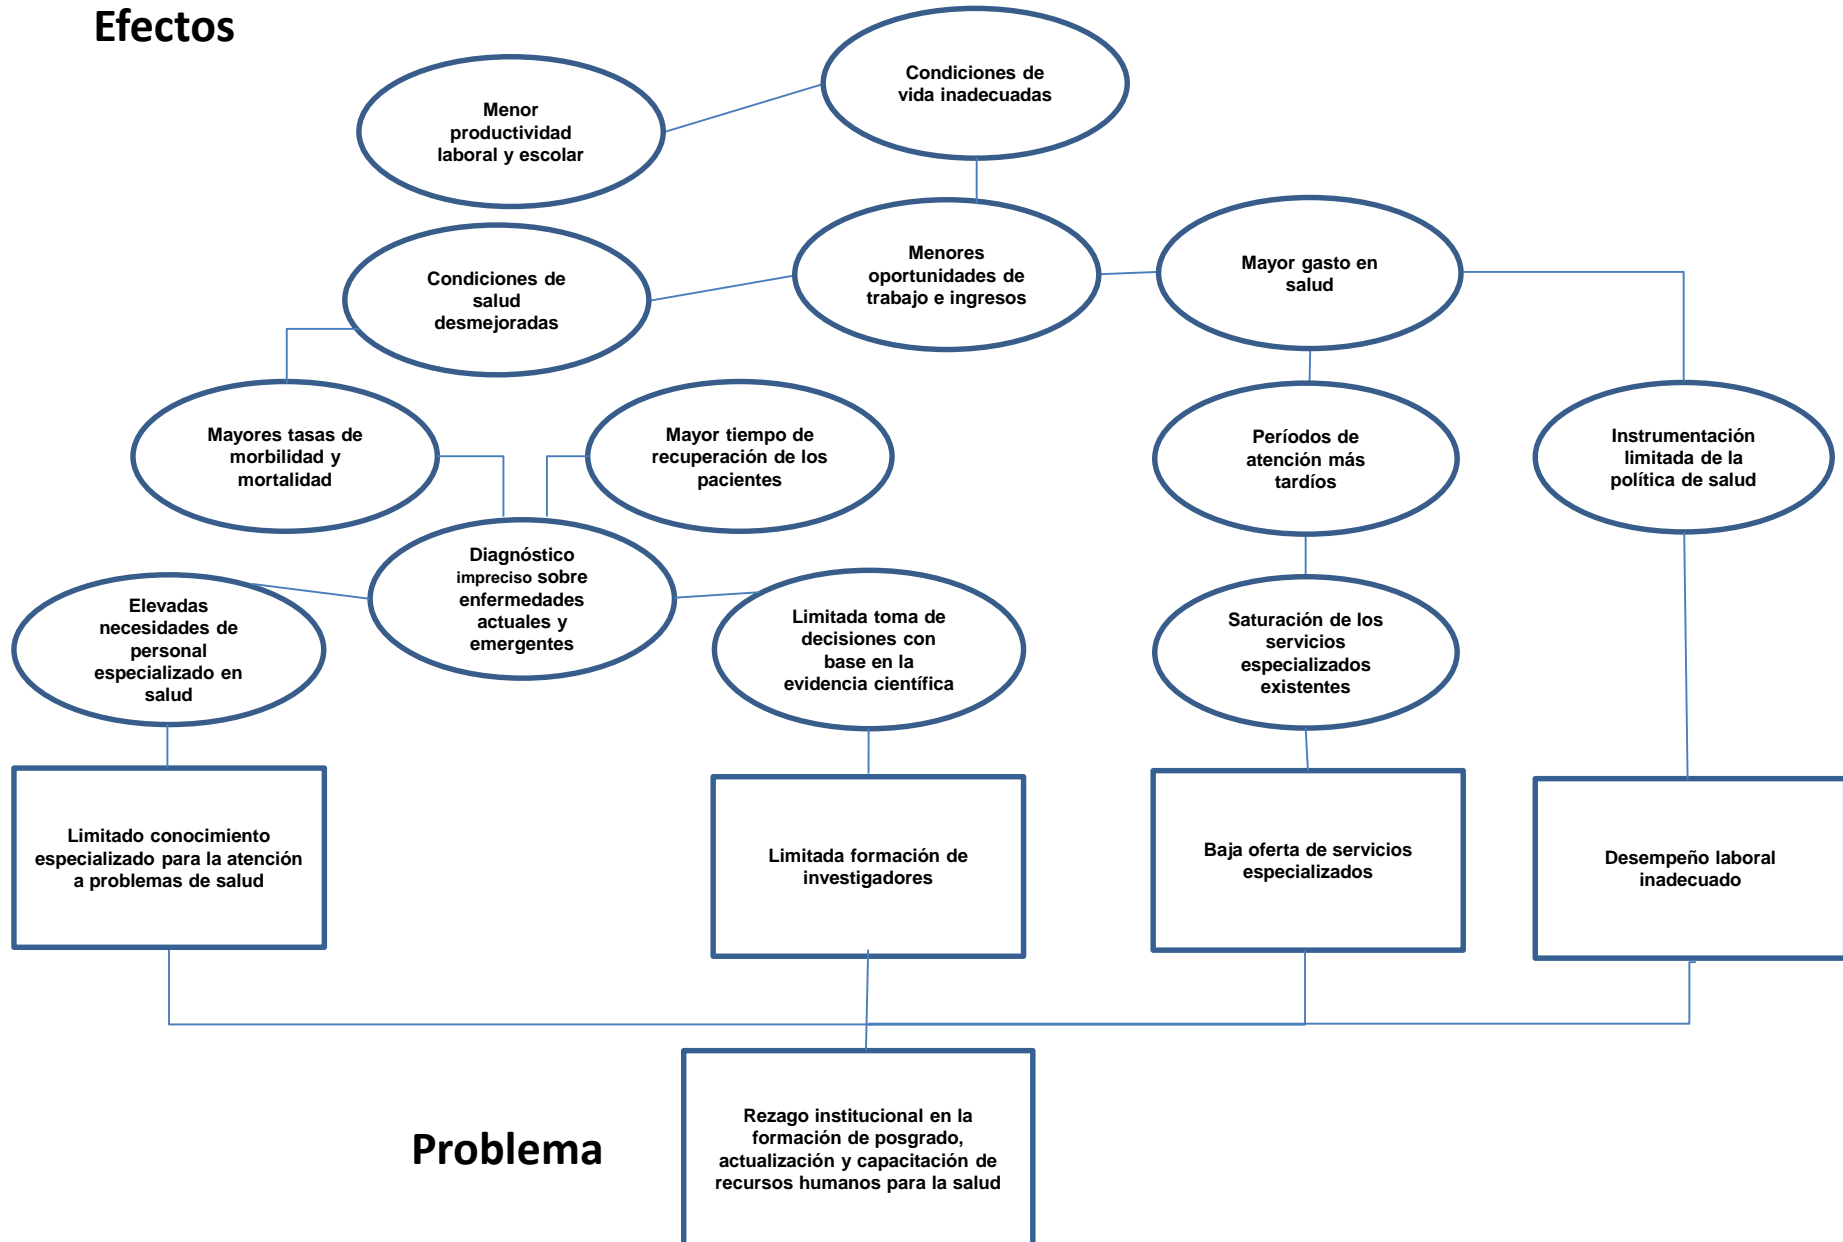 Efectos
Condiciones de
vida inadecuadas
Menor
productividad
laboral y escolar
Menores
oportunidades de
trabajo e ingresos
Mayor gasto en
salud
Condiciones de
salud
desmejoradas
Mayores tasas de
morbilidad y
mortalidad
Mayor tiempo de
recuperación de los
pacientes
Períodos de
atención más
tardíos
Instrumentación
limitada de la
política de salud
Diagnóstico
impreciso sobre
enfermedades
actuales y
emergentes
Elevadas
necesidades de
personal
especializado en
salud
Limitada toma de
decisiones con
base en la
evidencia científica
Saturación de los
servicios
especializados
existentes
Limitado conocimiento
especializado para la atención
a problemas de salud
Limitada formación de
investigadores
Baja oferta de servicios
especializados
Desempeño laboral
inadecuado
Problema
Rezago institucional en la
formación de posgrado,
actualización y capacitación de
recursos humanos para la salud